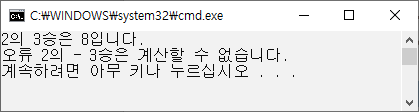 C:\WINDOWS\system32\cmd.exe
2의 3승은 8입니다.
오류 2의 - 3승은 계산할 수 없습니다.
계속하려면 아무 키나 누르십시오 . . .